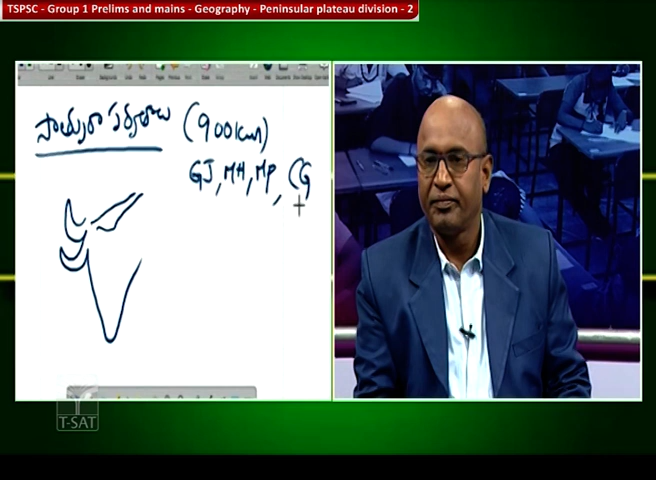 TSPSC - Group 1 Prelims and mains - Geography - Peninsular plateau division - 2
సాత్పూరా పర్వతాలు (900km)
GJ, MH, MP, CG
T-SAT